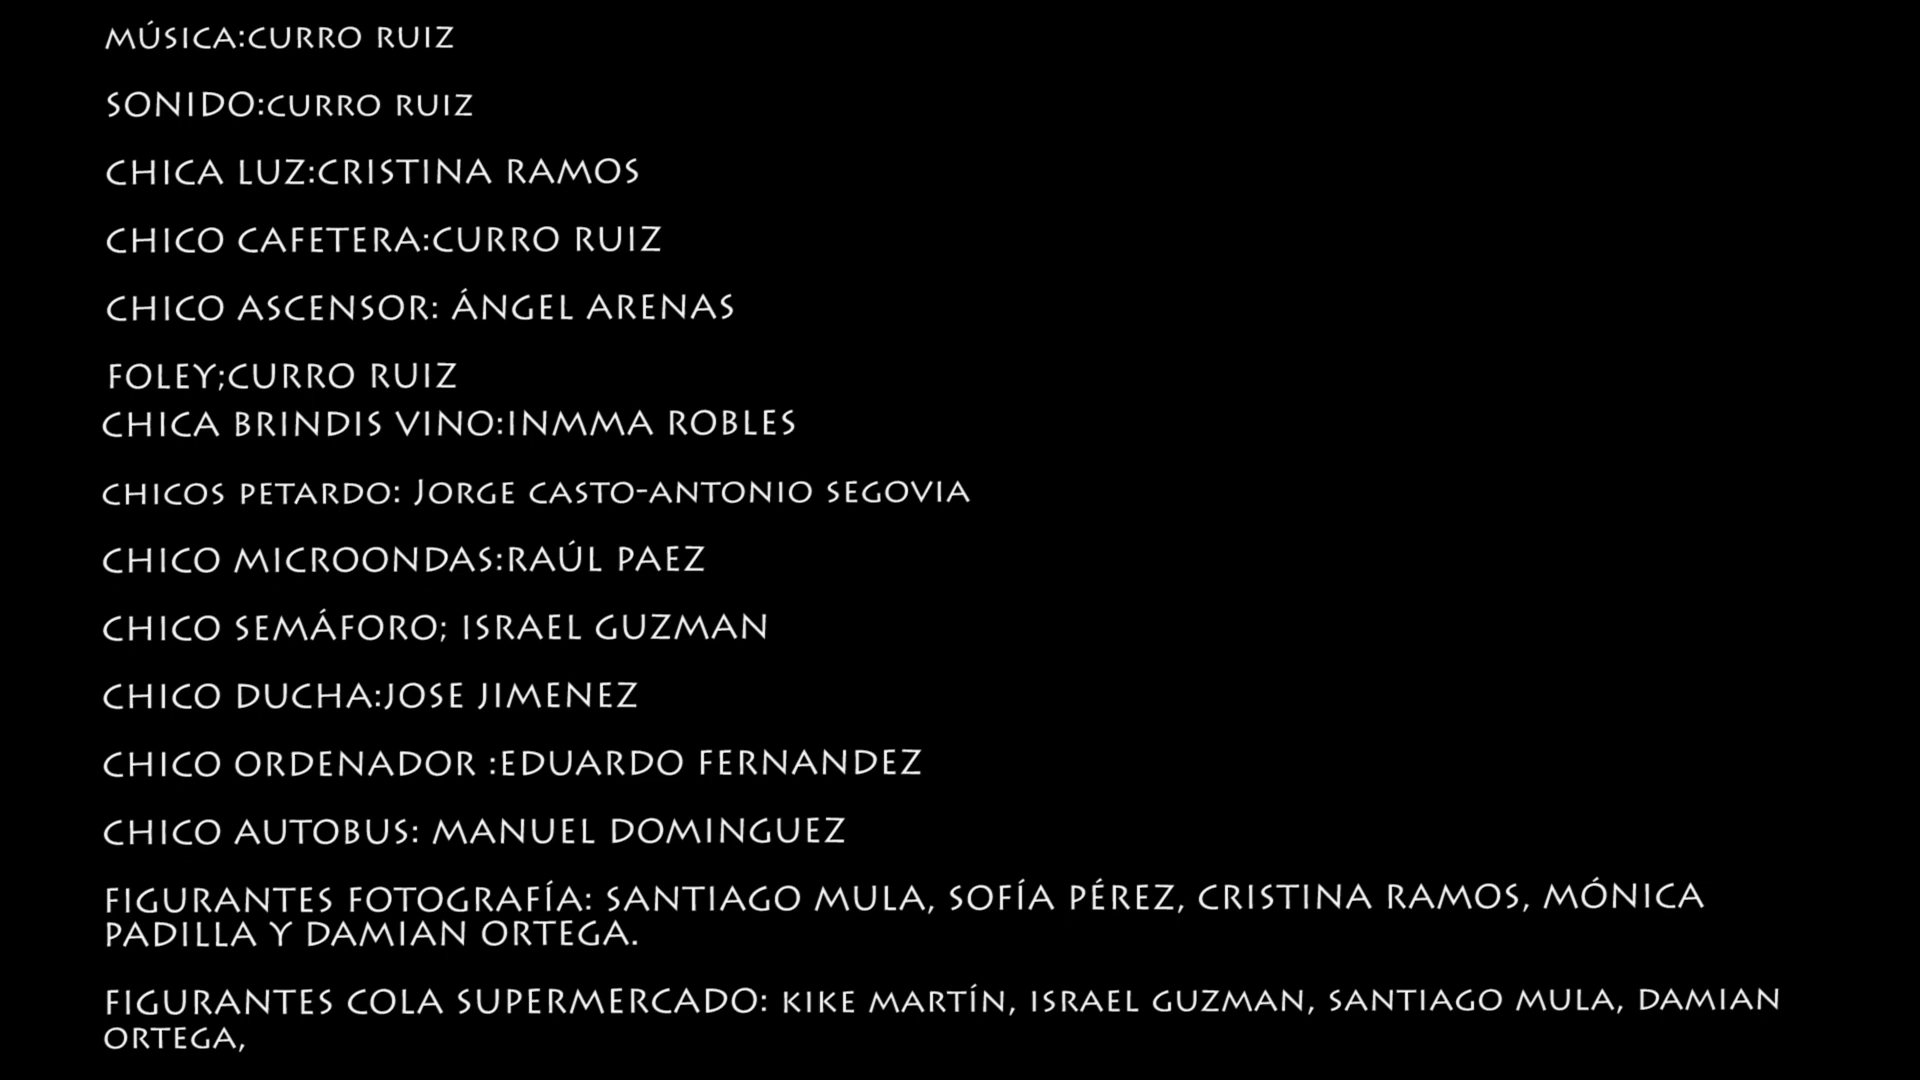 MÚSICA:CURRO RUIZ
SONIDO:CURRO RUIZ
CHICA LUZ:CRISTINA RAMOS
CHICO CAFETERA:CURRO RUIZ
CHICO ASCENSOR: ÁNGEL ARENAS
FOLEY;CURRO RUIZ
CHICA BRINDIS VINO:INMMA ROBLES
CHICOS PETARDO: JORGE CASTO-ANTONIO SEGOVIA
CHICO MICROONDAS:RAÚL PAEZ
CHICO SEMÁFORO; ISRAEL GUZMAN
CHICO DUCHA:JOSE JIMENEZ
CHICO ORDENADOR :EDUARDO FERNANDEZ
CHICO AUTOBUS: MANUEL DOMINGUEZ
FIGURANTES FOTOGRAFÍA: SANTIAGO MULA, SOFÍA PÉREZ, CRISTINA RAMOS, MÓNICA
PADILLA Y DAMIAN ORTEGA.
FIGURANTES COLA SUPERMERCADO: KIKE MARTÍN, ISRAEL GUZMAN, SANTIAGO MULA, DAMIAN
ORTEGA,